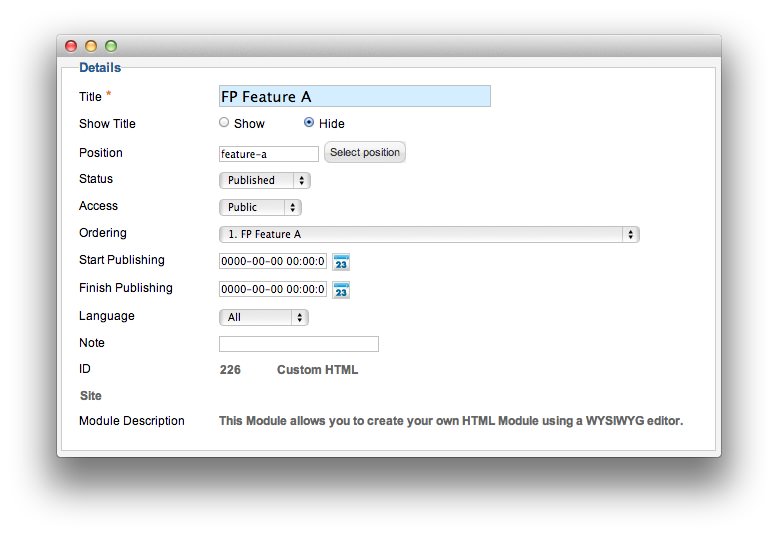 Details
Title * FP Feature A
Show Title Show Hide
Position feature-a Select position
Status Published
Access Public
Ordering 1. FP Feature A
Start Publishing 0000-00-00 00:00:0 23
Finish Publishing 0000-00-00 00:00:0 23
Language All
Note
ID 226 Custom HTML
Site
Module Description This Module allows you to create your own HTML Module using a WYSIWYG editor.